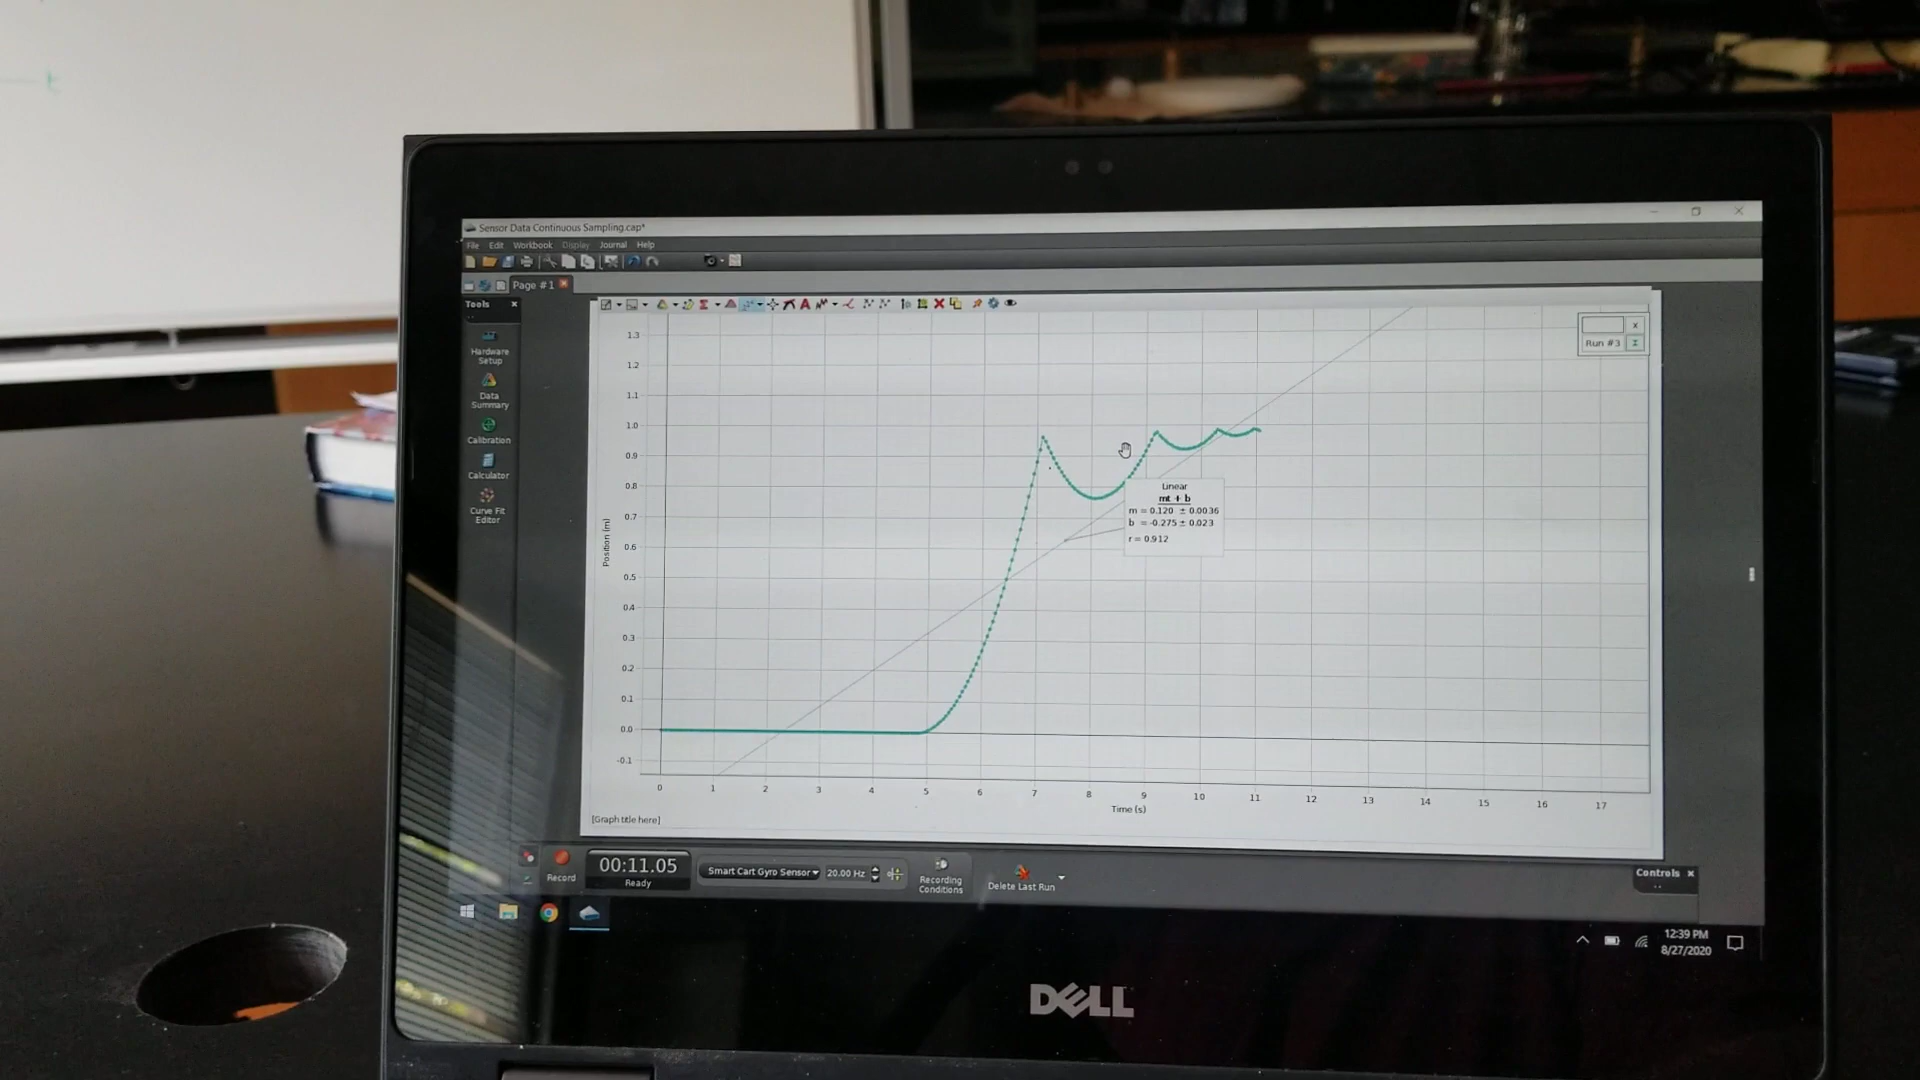 Sensor Data Continuous Sampling.cap*
File Edit Workbook Display Journal Help
Page #1
Tools
Hardware
Setup
Data
Summary
Calibration
Calculator
Curve Fit
Editor
Run #3
1.3
1.2
1.1
1.0
0.9
0.8
0.7
0.6
0.5
0.4
0.3
0.2
0.1
0.0
-0.1
Position (m)
Linear
mt + b
m = 0.120 ± 0.0036
b = -0.275 ± 0.023
r = 0.912
0 1 2 3 4 5 6 7 8 9 10 11 12 13 14 15 16 17
Time (s)
[Graph title here]
Record
00:11.05
Ready
Smart Cart Gyro Sensor
20.00 Hz
Recording
Conditions
Delete Last Run
Controls
12:39 PM
8/27/2020
DELL